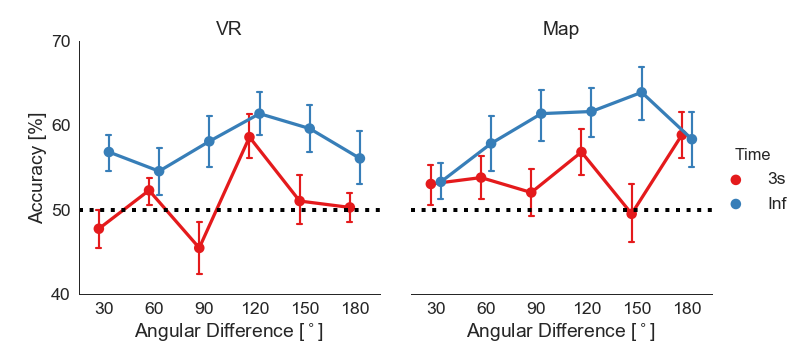 VR
Map
70
60
50
40
Accuracy [%]
30 60 90 120 150 180
30 60 90 120 150 180
Angular Difference [°]
Angular Difference [°]
Time
3s
Inf